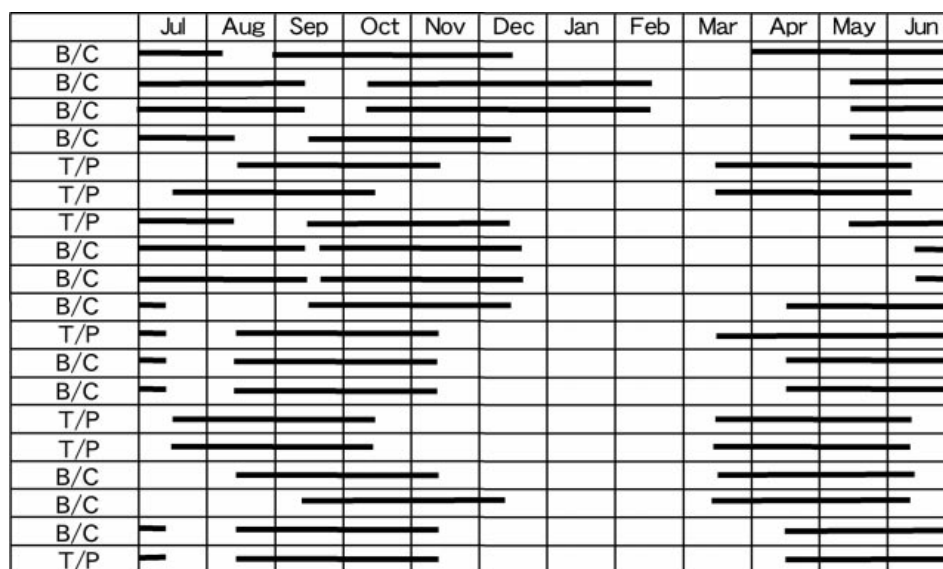 Jul Aug Sep Oct Nov Dec Jan Feb Mar Apr May Jun
B/C
B/C
B/C
B/C
T/P
T/P
T/P
B/C
B/C
B/C
T/P
B/C
B/C
T/P
T/P
B/C
B/C
B/C
T/P